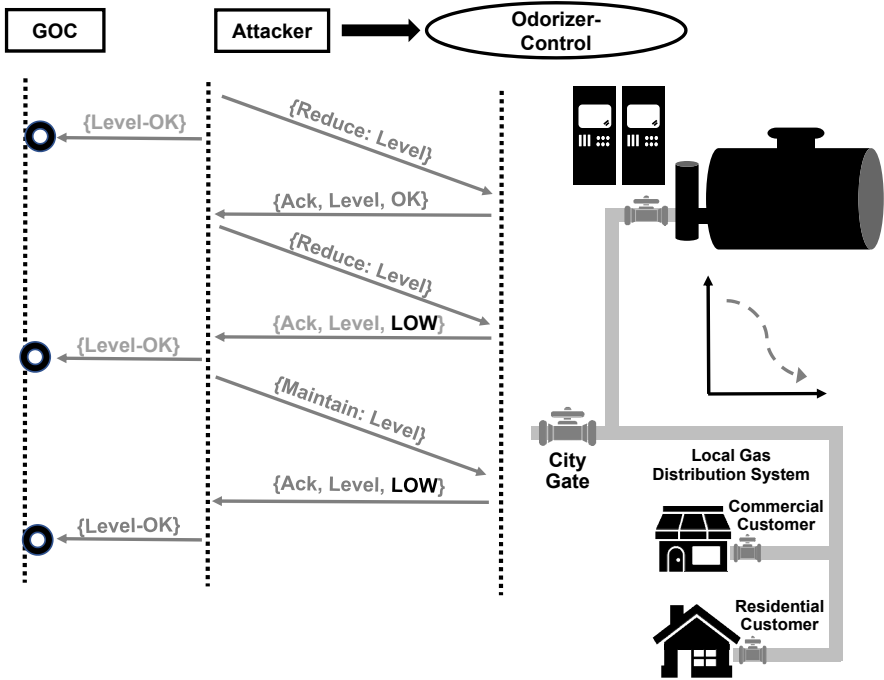 GOC
Attacker
Odorizer-
Control
{Level-OK}
{Reduce: Level}
{Ack, Level, OK}
{Reduce: Level}
{Ack, Level, LOW}
{Level-OK}
{Maintain: Level}
{Ack, Level, LOW}
{Level-OK}
City
Gate
Local Gas
Distribution System
Commercial
Customer
Residential
Customer